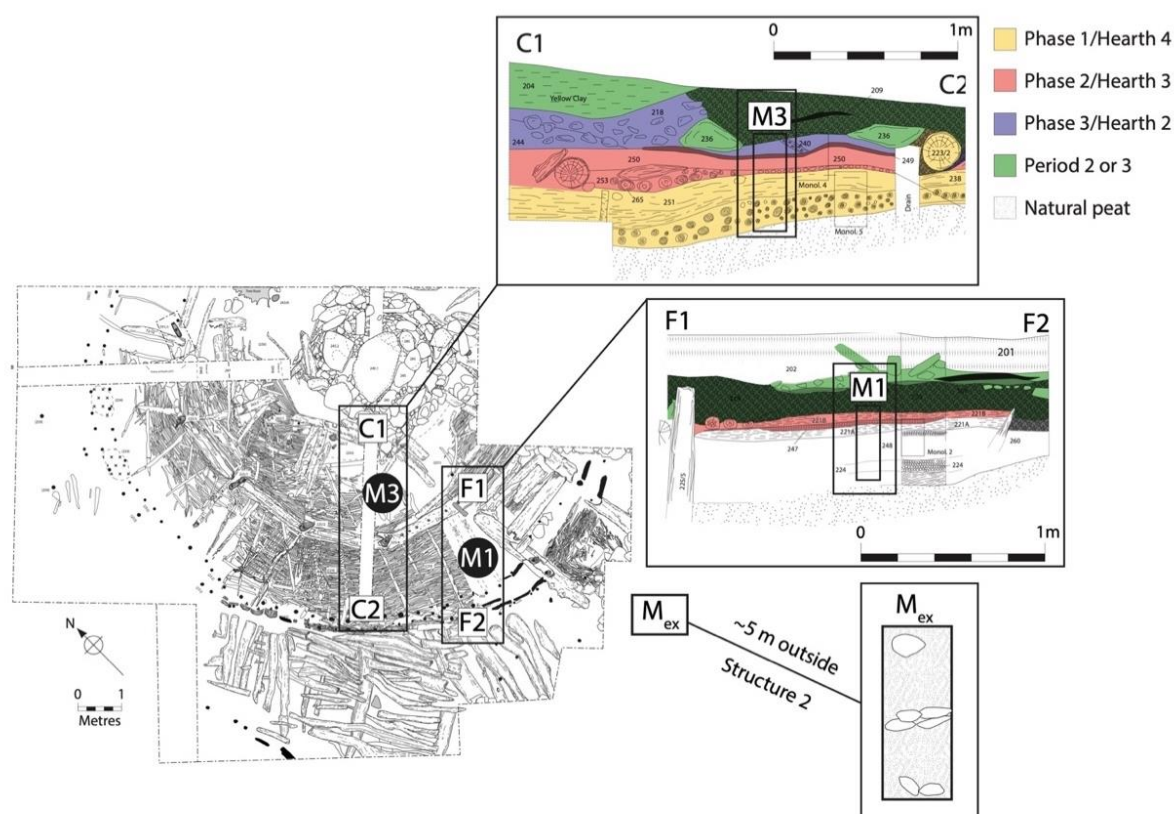 C1
0 1m
C2
204
Yellow Clay
209
218
M3
236
236
244
240
250
250
249
223/2
253
265
251
Monol. 4
238
Drain
Monol. 3
Phase 1/Hearth 4
Phase 2/Hearth 3
Phase 3/Hearth 2
Period 2 or 3
Natural peat
F1
F2
201
202
M1
221B
221B
221A
221A
247
248
Monol. 2
260
224
224
225/5
0 1m
C1
M3
F1
M1
C2
F2
N
0 1
Metres
M
ex
~5 m outside
Structure 2
M
ex